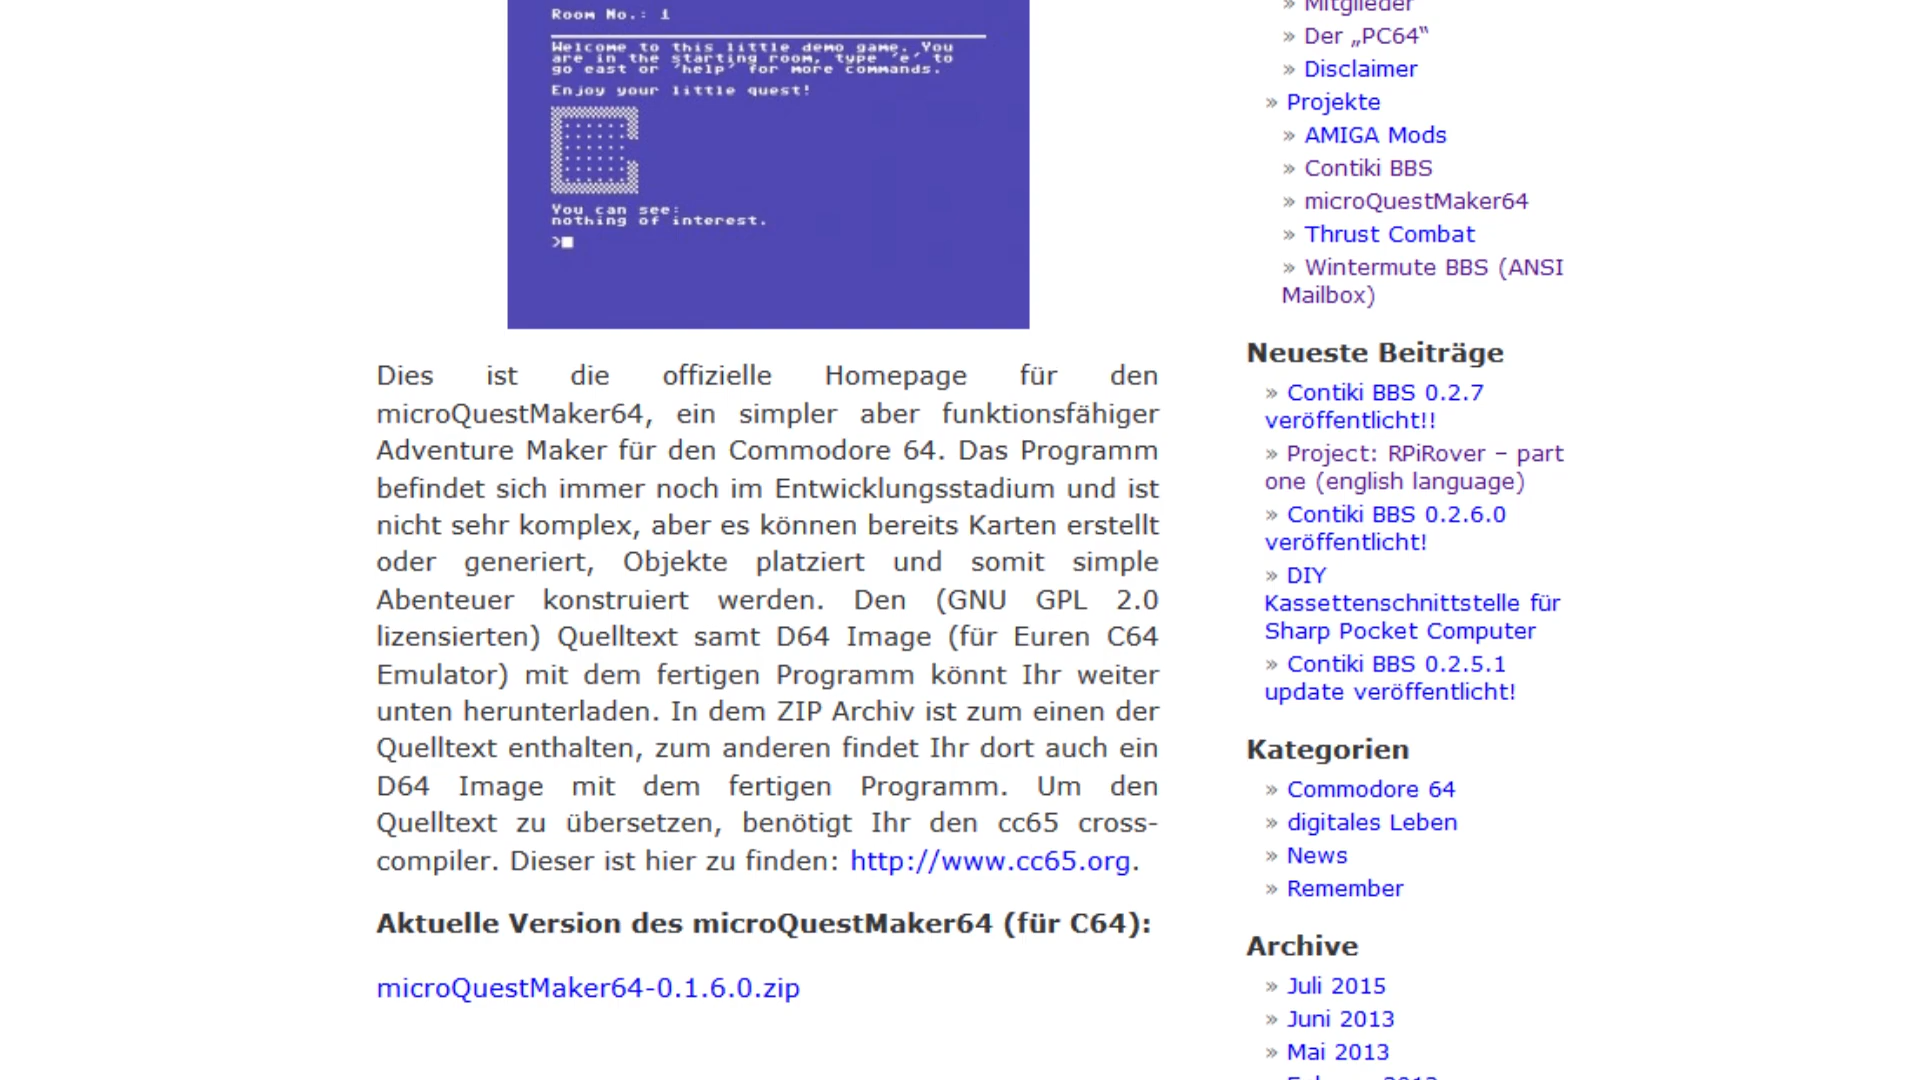 Room No.: 1
Welcome to this little demo game. You
are in the starting room, type 'e' to
go east or 'help' for more commands.
Enjoy your little quest!
You can see:
nothing of interest.
>
Dies ist die offizielle Homepage für den
microQuestMaker64, ein simpler aber funktionsfähiger
Adventure Maker für den Commodore 64. Das Programm
befindet sich immer noch im Entwicklungsstadium und ist
nicht sehr komplex, aber es können bereits Karten erstellt
oder generiert, Objekte platziert und somit simple
Abenteuer konstruiert werden. Den (GNU GPL 2.0
lizensierten) Quelltext samt D64 Image (für Euren C64
Emulator) mit dem fertigen Programm könnt Ihr weiter
unten herunterladen. In dem ZIP Archiv ist zum einen der
Quelltext enthalten, zum anderen findet Ihr dort auch ein
D64 Image mit dem fertigen Programm. Um den
Quelltext zu übersetzen, benötigt Ihr den cc65 cross-
compiler. Dieser ist hier zu finden: http://www.cc65.org.
Aktuelle Version des microQuestMaker64 (für C64):
microQuestMaker64-0.1.6.0.zip
» Mitglieder
» Der „PC64“
» Disclaimer
» Projekte
» AMIGA Mods
» Contiki BBS
» microQuestMaker64
» Thrust Combat
» Wintermute BBS (ANSI
Mailbox)
Neueste Beiträge
» Contiki BBS 0.2.7
veröffentlicht!!
» Project: RPiRover – part
one (english language)
» Contiki BBS 0.2.6.0
veröffentlicht!
» DIY
Kassettenschnittstelle für
Sharp Pocket Computer
» Contiki BBS 0.2.5.1
update veröffentlicht!
Kategorien
» Commodore 64
» digitales Leben
» News
» Remember
Archive
» Juli 2015
» Juni 2013
» Mai 2013